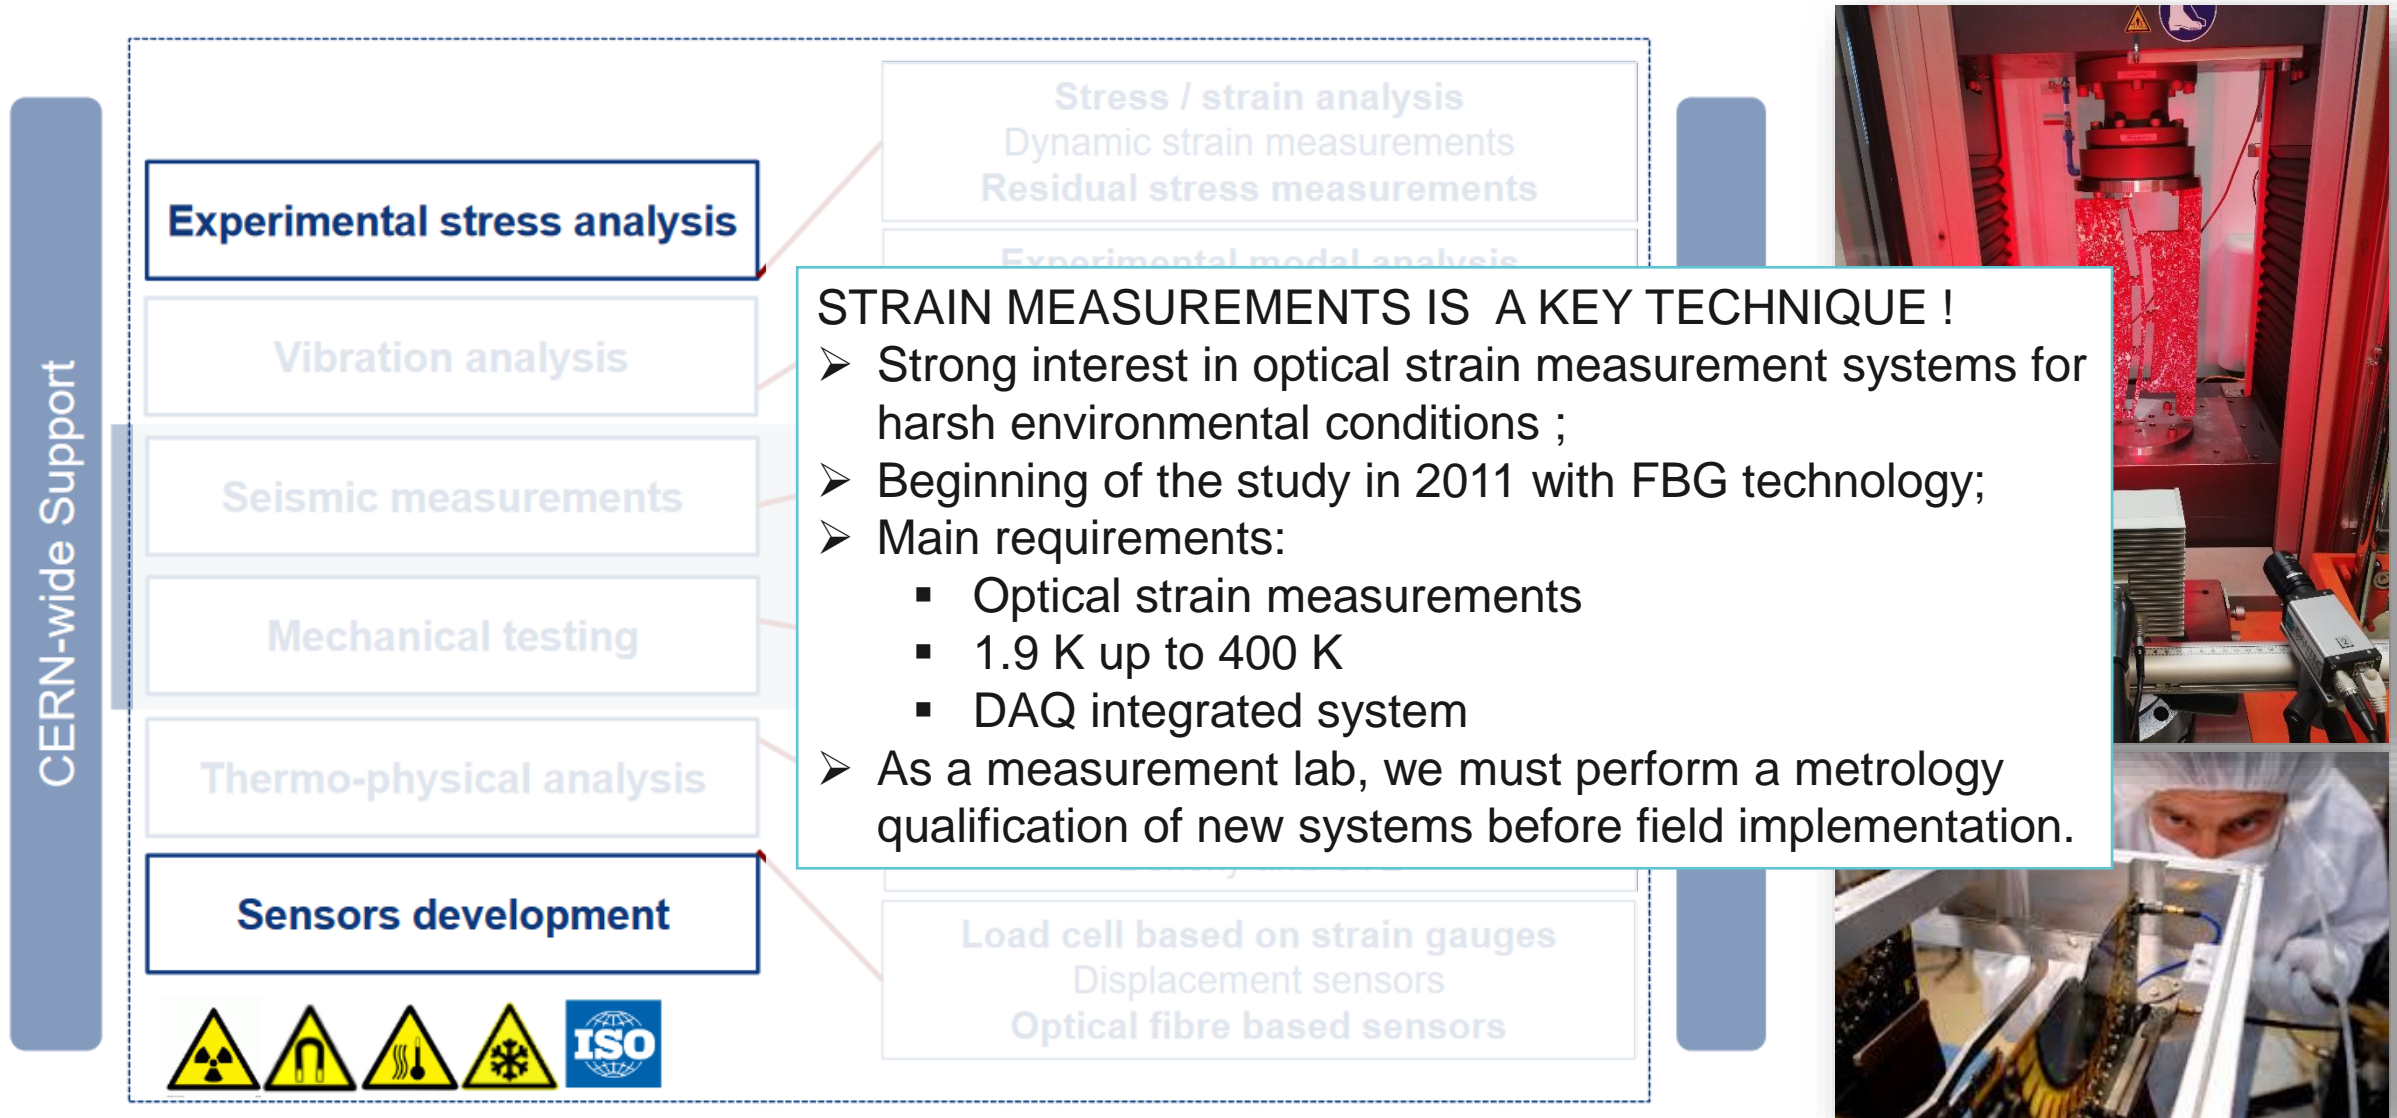 CERN-wide Support
Experimental stress analysis
Vibration analysis
Seismic measurements
Mechanical testing
Thermo-physical analysis
Sensors development
ISO
Stress / strain analysis
Dynamic strain measurements
Residual stress measurements
Experimental modal analysis
STRAIN MEASUREMENTS IS A KEY TECHNIQUE !
➢ Strong interest in optical strain measurement systems for
harsh environmental conditions ;
➢ Beginning of the study in 2011 with FBG technology;
➢ Main requirements:
▪ Optical strain measurements
▪ 1.9 K up to 400 K
▪ DAQ integrated system
➢ As a measurement lab, we must perform a metrology
qualification of new systems before field implementation.
Load cell based on strain gauges
Displacement sensors
Optical fibre based sensors